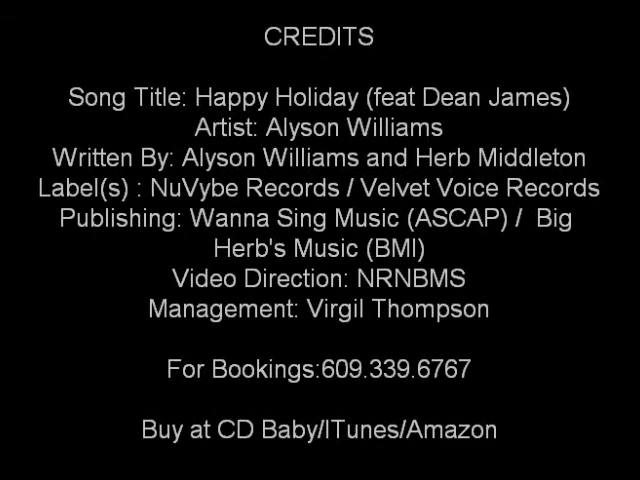 CREDITS
Song Title: Happy Holiday (feat Dean James)
Artist: Alyson Williams
Written By: Alyson Williams and Herb Middleton
Label(s) : NuVybe Records / Velvet Voice Records
Publishing: Wanna Sing Music (ASCAP) /  Big
Herb's Music (BMI)
Video Direction: NRNBMS
Management: Virgil Thompson
For Bookings:609.339.6767
Buy at CD Baby/ITunes/Amazon